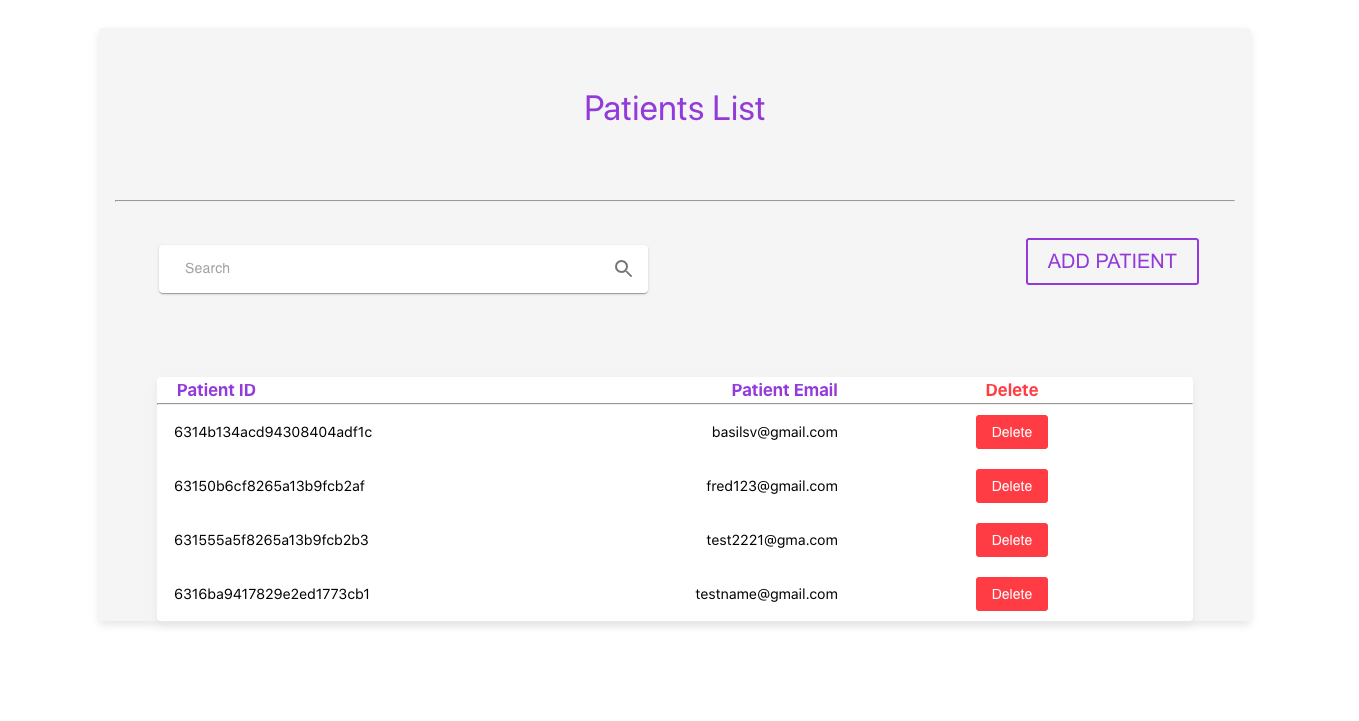 Patients List
Search
ADD PATIENT
Patient ID Patient Email Delete
6314b134acd94308404adf1c basilsv@gmail.com Delete
63150b6cf8265a13b9fcb2af fred123@gmail.com Delete
631555a5f8265a13b9fcb2b3 test2221@gma.com Delete
6316ba9417829e2ed1773cb1 testname@gmail.com Delete